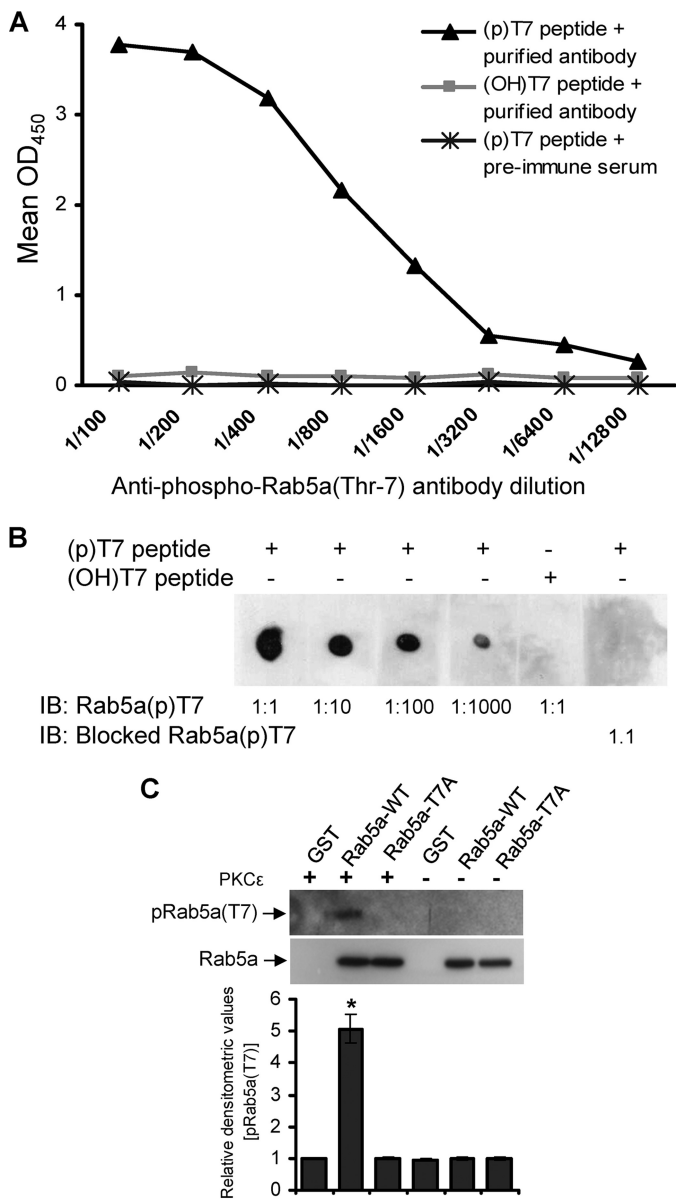 A
4
3
2
1
0
Mean OD450
(p)T7 peptide +
purified antibody
(OH)T7 peptide +
purified antibody
(p)T7 peptide +
pre-immune serum
1/100 1/200 1/400 1/800 1/1600 1/3200 1/6400 1/12800
Anti-phospho-Rab5a(Thr-7) antibody dilution
B
(p)T7 peptide + + + + - +
(OH)T7 peptide - - - - + -
IB: Rab5a(p)T7 1:1 1:10 1:100 1:1000 1:1
IB: Blocked Rab5a(p)T7 1.1
C
GST Rab5a-WT Rab5a-T7A GST Rab5a-WT Rab5a-T7A
PKCε + + + - - -
pRab5a(T7)
Rab5a
Relative densitometric values
[pRab5a(T7)]
6
5
4
3
2
1
0
*